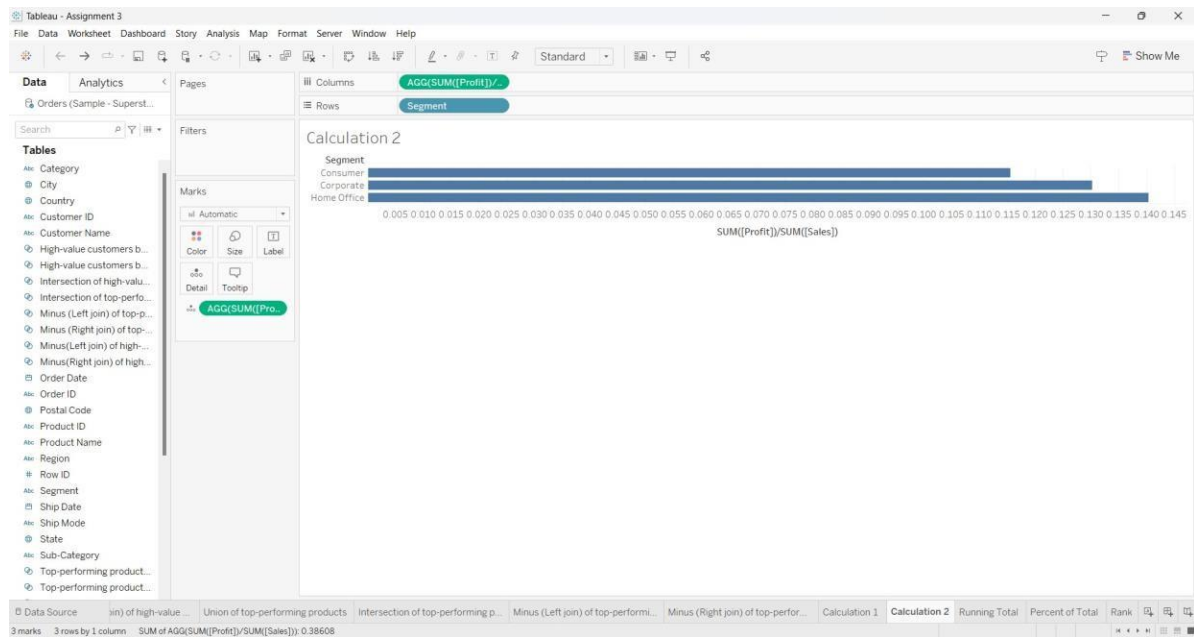 Tableau - Assignment 3
File Data Worksheet Dashboard Story Analysis Map Format Server Window Help
Standard
Show Me
Data Analytics
Orders (Sample - Superst...
Search
Tables
Abc Category
City
Country
Abc Customer ID
Abc Customer Name
High-value customers b...
High-value customers b...
Intersection of high-valu...
Intersection of top-perfo...
Minus (Left join) of top-p...
Minus (Right join) of top-...
Minus(Left join) of high-...
Minus(Right join) of high...
Order Date
Abc Order ID
Postal Code
Abc Product ID
Abc Product Name
Abc Region
# Row ID
Abc Segment
Ship Date
Abc Ship Mode
State
Abc Sub-Category
Top-performing product...
Top-performing product...
Pages
Filters
Marks
Automatic
Color Size Label
Detail Tooltip
AGG(SUM([Pro..
Columns AGG(SUM([Profit])/..
Rows Segment
Calculation 2
Segment
Consumer
Corporate
Home Office
0.005 0.010 0.015 0.020 0.025 0.030 0.035 0.040 0.045 0.050 0.055 0.060 0.065 0.070 0.075 0.080 0.085 0.090 0.095 0.100 0.105 0.110 0.115 0.120 0.125 0.130 0.135 0.140 0.145
SUM([Profit])/SUM([Sales])
Data Source oin) of high-value ... Union of top-performing products Intersection of top-performing p... Minus (Left join) of top-performi... Minus (Right join) of top-perfor... Calculation 1 Calculation 2 Running Total Percent of Total Rank
3 marks 3 rows by 1 column SUM of AGG(SUM([Profit])/SUM([Sales])): 0.38608